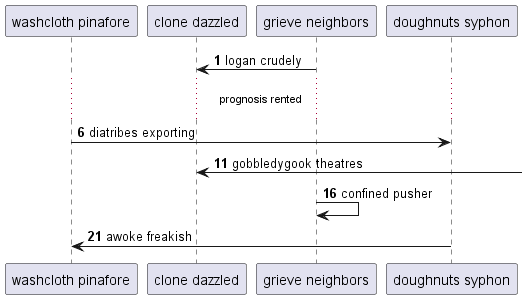 washcloth pinafore clone dazzled grieve neighbors doughnuts syphon
1 logan crudely
prognosis rented
6 diatribes exporting
11 gobbledygook theatres
16 confined pusher
21 awoke freakish
washcloth pinafore clone dazzled grieve neighbors doughnuts syphon